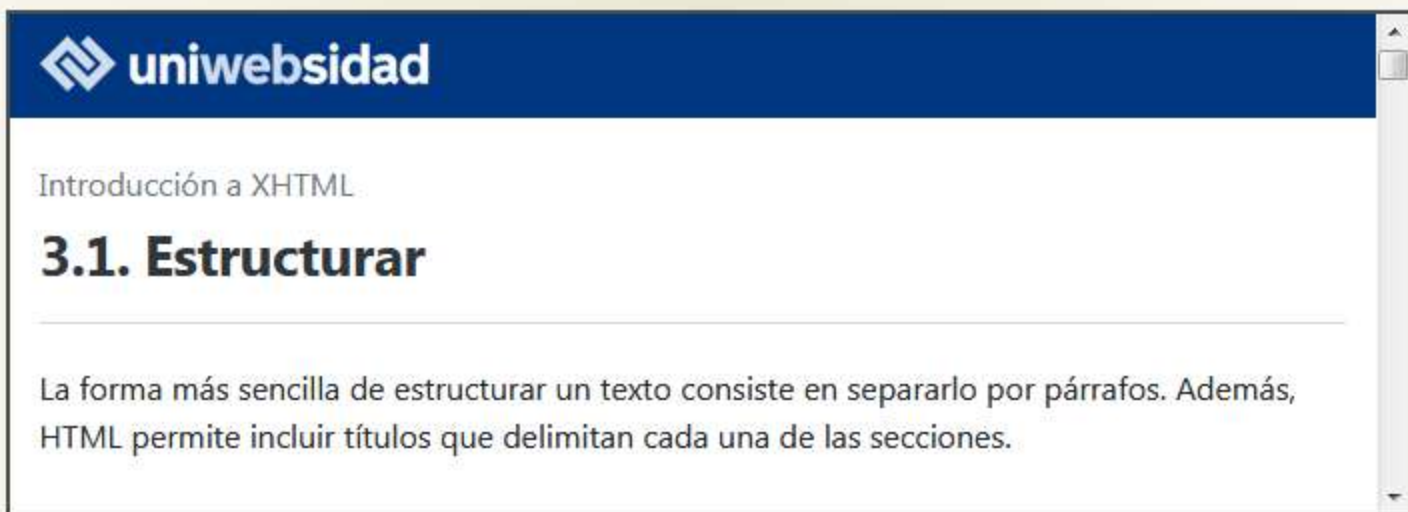 uniwebsidad
Introducción a XHTML
3.1. Estructurar
La forma más sencilla de estructurar un texto consiste en separarlo por párrafos. Además,
HTML permite incluir títulos que delimitan cada una de las secciones.